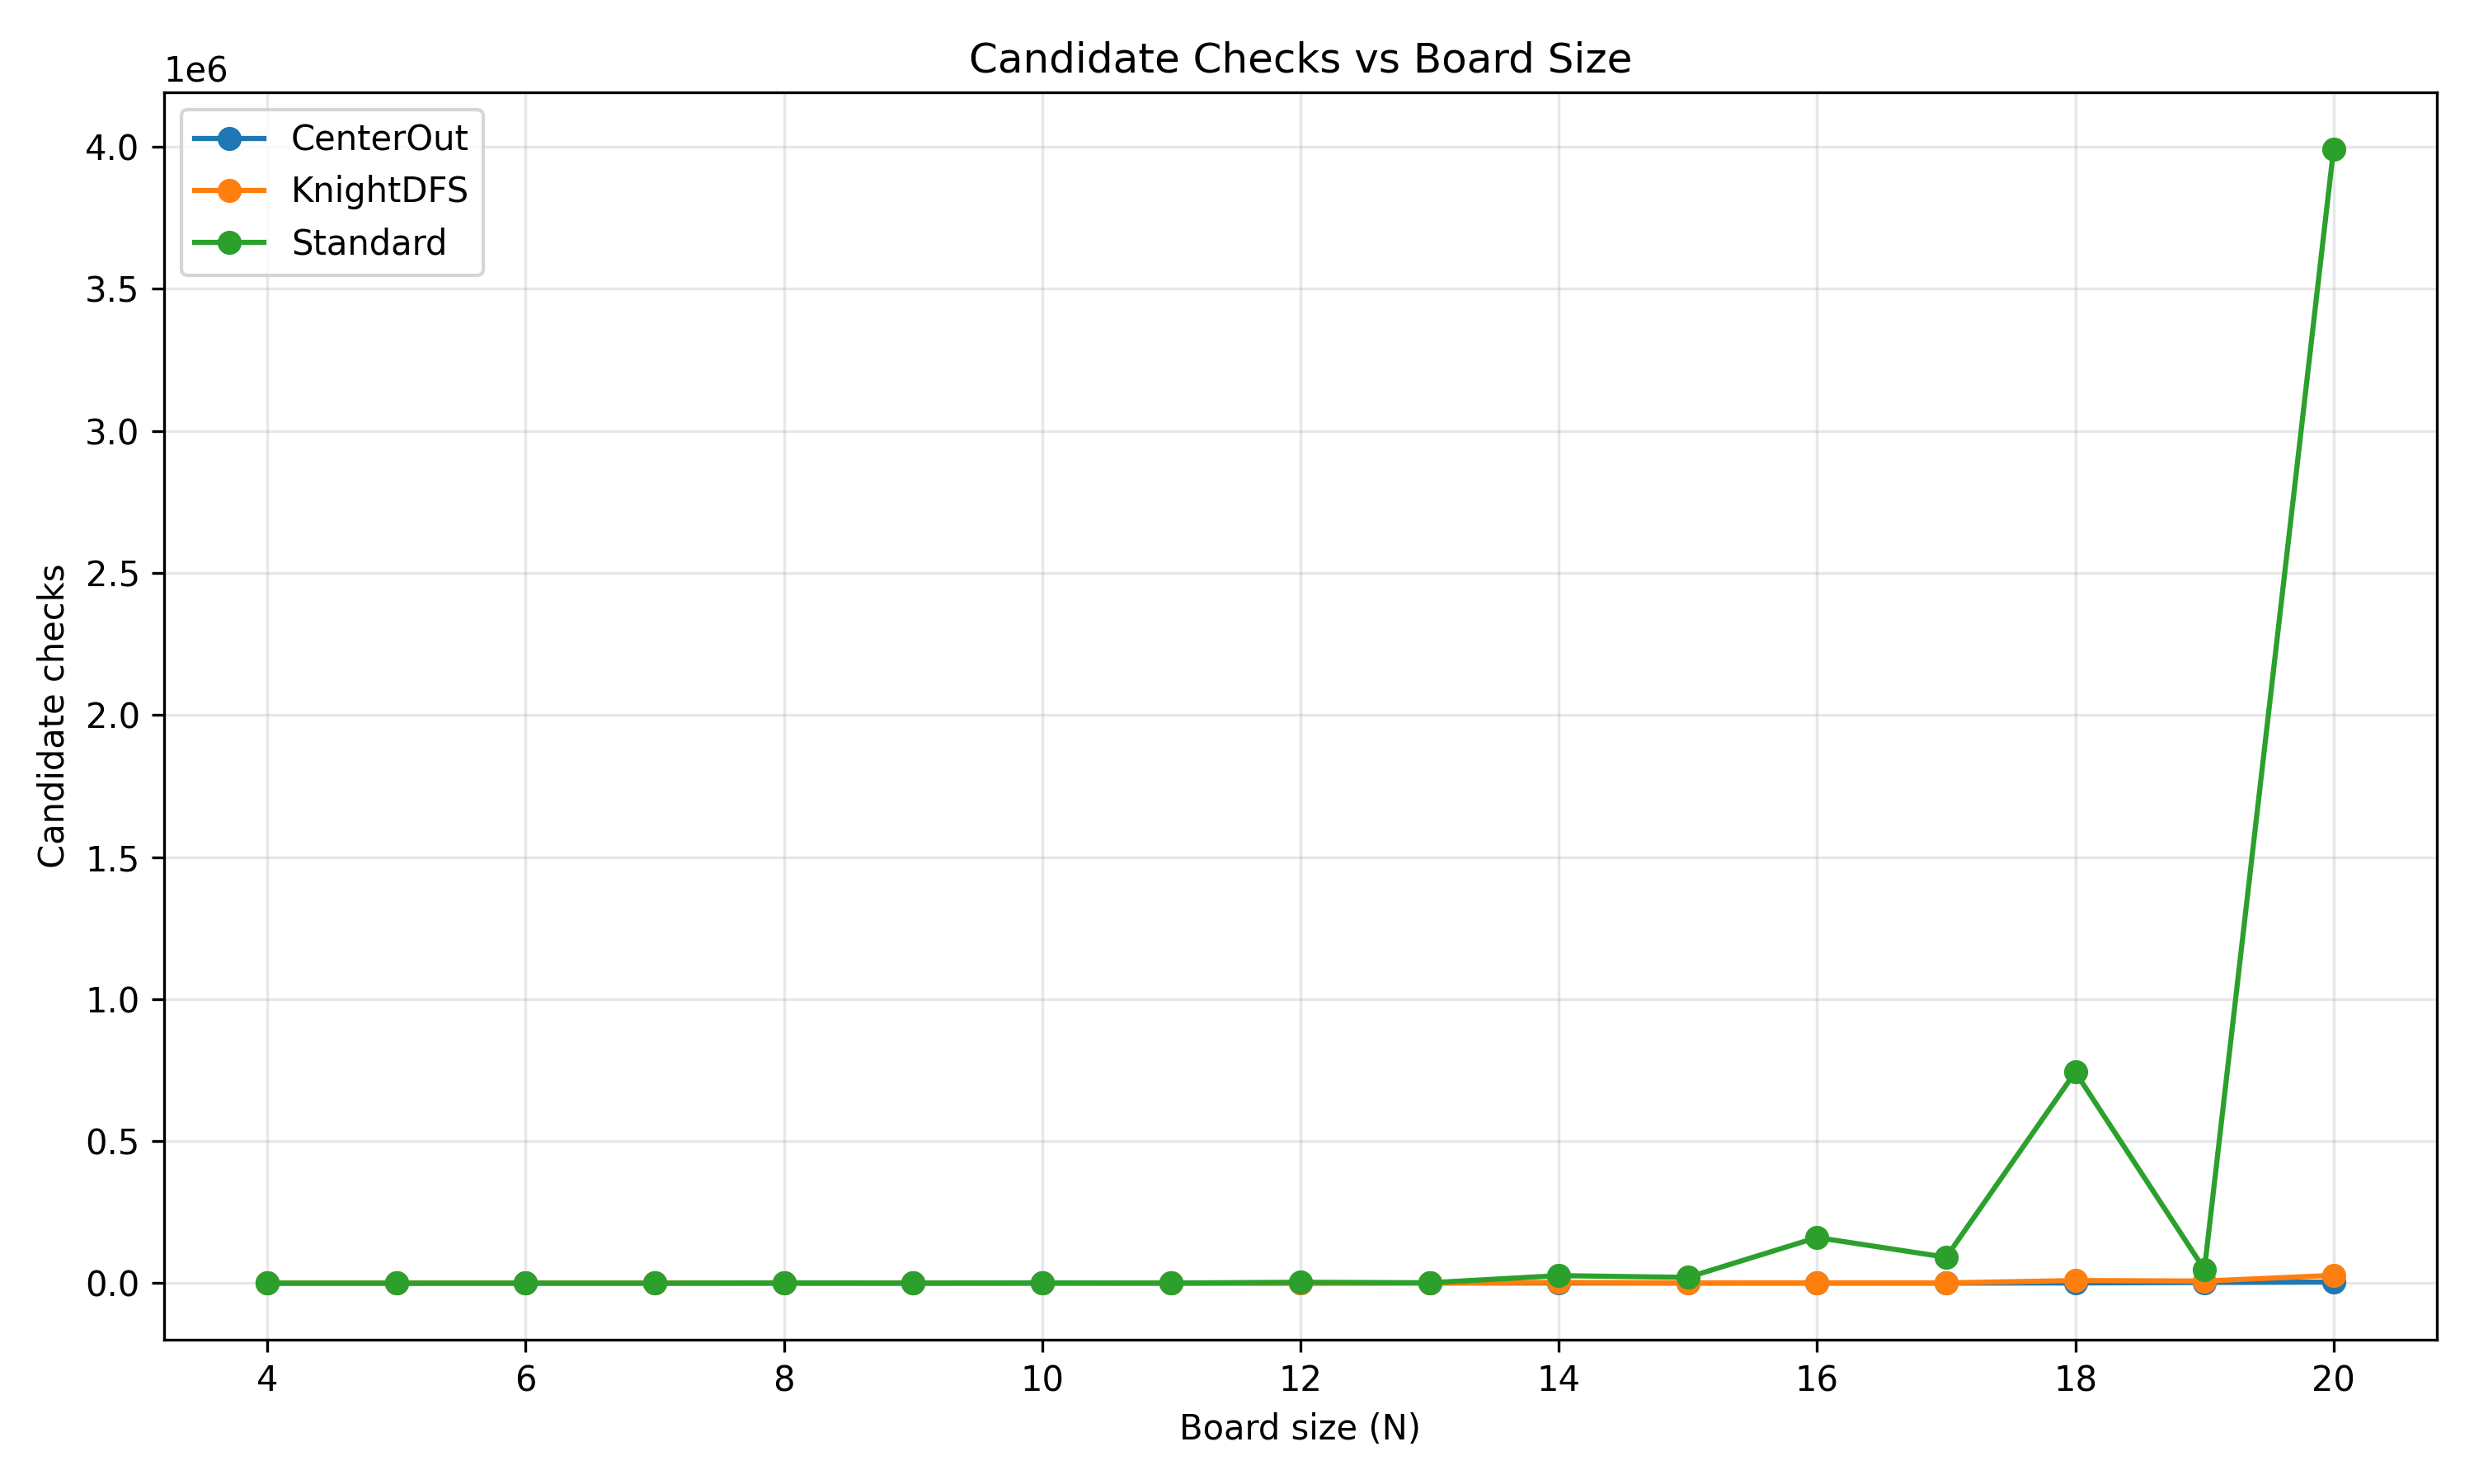 Candidate Checks vs Board Size
1e6
CenterOut
KnightDFS
Standard
4.0
3.5
3.0
2.5
2.0
1.5
1.0
0.5
0.0
Candidate checks
4 6 8 10 12 14 16 18 20
Board size (N)